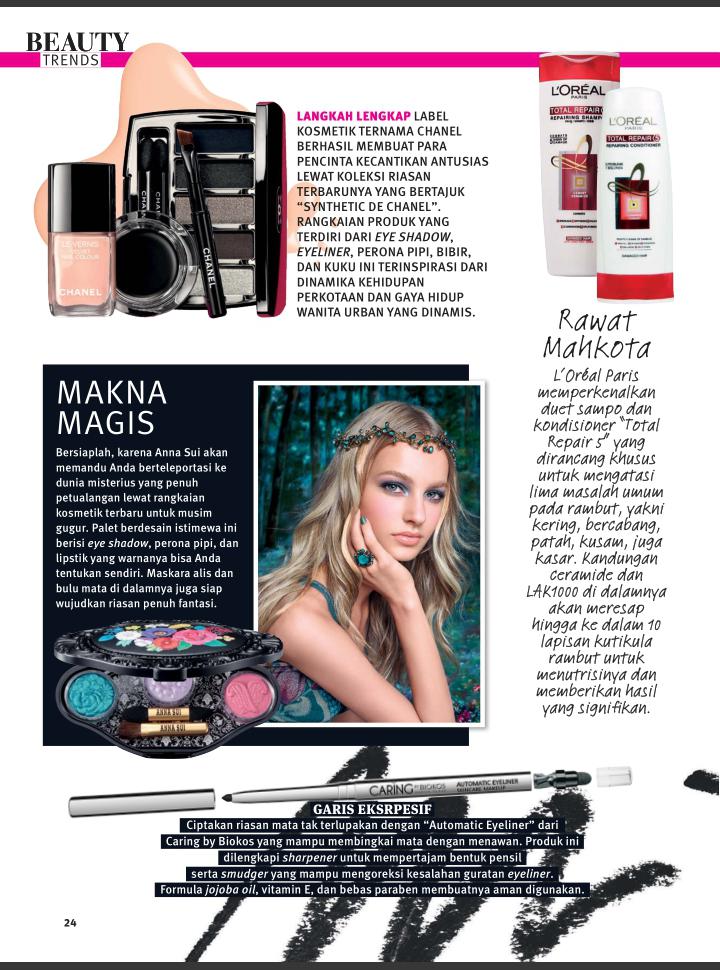 BEAUTY
TRENDS
LANGKAH LENGKAP LABEL
KOSMETIK TERNAMA CHANEL
BERHASIL MEMBUAT PARA
PENCINTA KECANTIKAN ANTUSIAS
LEWAT KOLEKSI RIASAN
TERBARUNYA YANG BERTAJUK
“SYNTHETIC DE CHANEL”.
RANGKAIAN PRODUK YANG
TERDIRI DARI EYE SHADOW,
EYELINER, PERONA PIPI, BIBIR,
DAN KUKU INI TERINSPIRASI DARI
DINAMIKA KEHIDUPAN
PERKOTAAN DAN GAYA HIDUP
WANITA URBAN YANG DINAMIS.
LE VERNIS
CHANEL
CHANEL
L'ORÉAL
PARIS
TOTAL REPAIR 5
REPAIRING SHAMPOO
L'ORÉAL
PARIS
TOTAL REPAIR 5
REPAIRING CONDITIONER
DAMAGED HAIR
Rawat
Mahkota
L'Oréal Paris
memperkenalkan
duet sampo dan
kondisioner “Total
Repair 5” yang
dirancang khusus
untuk mengatasi
lima masalah umum
pada rambut, yakni
kering, bercabang,
patah, kusam, juga
kasar. Kandungan
ceramide dan
LAK1000 di dalamnya
akan meresap
hingga ke dalam 10
lapisan kutikula
rambut untuk
menutrisinya dan
memberikan hasil
yang signifikan.
MAKNA
MAGIS
Bersiaplah, karena Anna Sui akan
memandu Anda berteleportasi ke
dunia misterius yang penuh
petualangan lewat rangkaian
kosmetik terbaru untuk musim
gugur. Palet berdesain istimewa ini
berisi eye shadow, perona pipi, dan
lipstik yang warnanya bisa Anda
tentukan sendiri. Maskara alis dan
bulu mata di dalamnya juga siap
wujudkan riasan penuh fantasi.
ANNA SUI
ANNA SUI
CARING BY BIOKOS
AUTOMATIC EYELINER
SKINCARE MAKEUP
GARIS EKSRPESIF
Ciptakan riasan mata tak terlupakan dengan “Automatic Eyeliner” dari
Caring by Biokos yang mampu membingkai mata dengan menawan. Produk ini
dilengkapi sharpener untuk mempertajam bentuk pensil
serta smudger yang mampu mengoreksi kesalahan guratan eyeliner.
Formula jojoba oil, vitamin E, dan bebas paraben membuatnya aman digunakan.
24